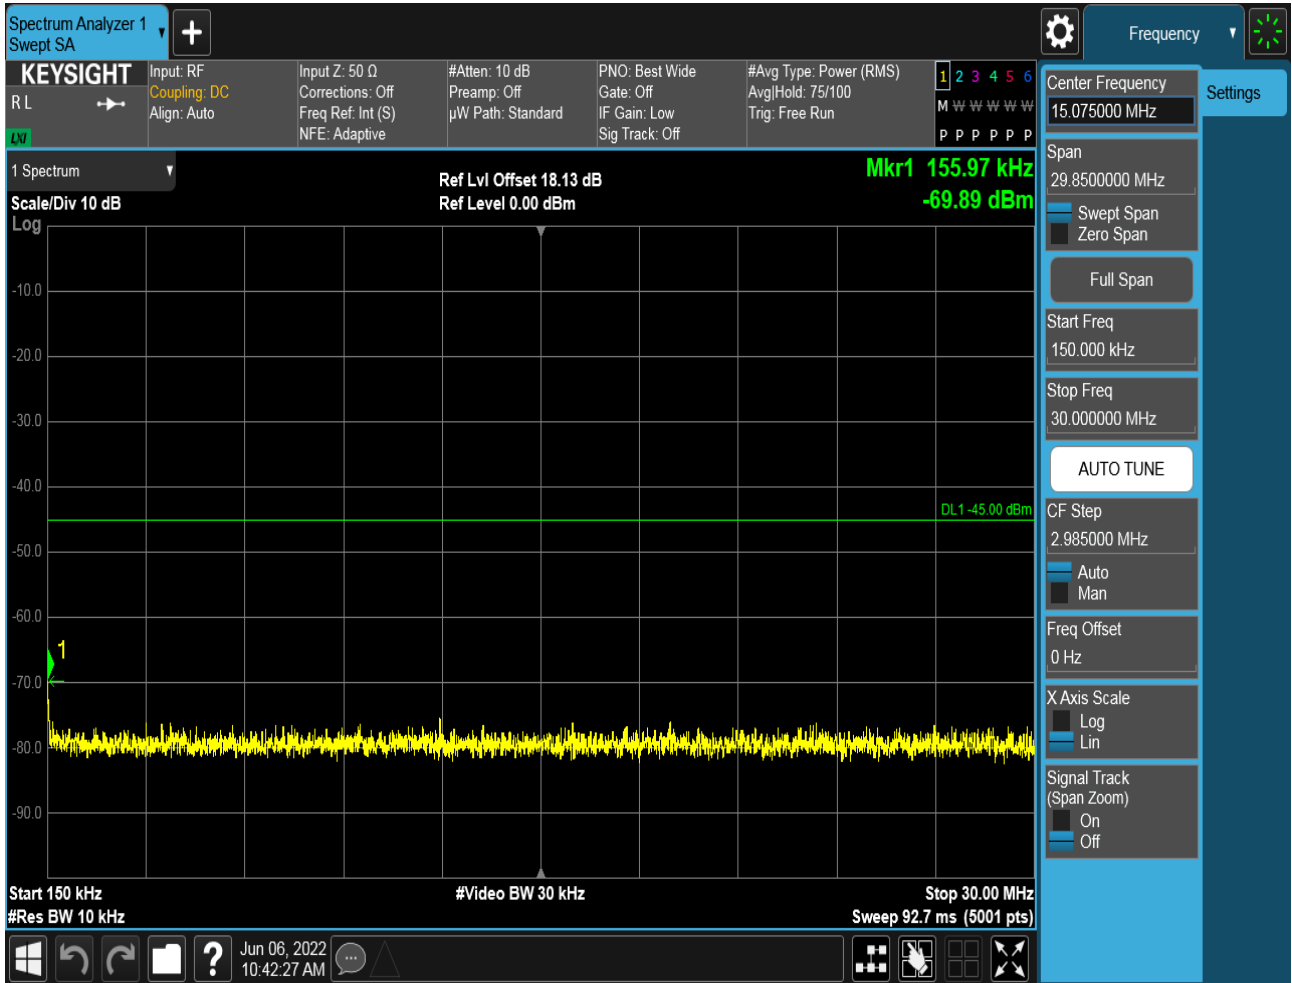 Spectrum Analyzer 1
Swept SA
Frequency
KEYSIGHT
R L
LXI
Input: RF
Coupling: DC
Align: Auto
Input Z: 50 Ω
Corrections: Off
Freq Ref: Int (S)
NFE: Adaptive
#Atten: 10 dB
Preamp: Off
µW Path: Standard
PNO: Best Wide
Gate: Off
IF Gain: Low
Sig Track: Off
#Avg Type: Power (RMS)
Avg|Hold: 75/100
Trig: Free Run
1 2 3 4 5 6
M W W W W W
P P P P P P
1 Spectrum
Scale/Div 10 dB
Log
Ref Lvl Offset 18.13 dB
Ref Level 0.00 dBm
Mkr1 155.97 kHz
-69.89 dBm
-10.0
-20.0
-30.0
-40.0
DL1 -45.00 dBm
-50.0
-60.0
1
-70.0
-80.0
-90.0
Start 150 kHz
#Res BW 10 kHz
#Video BW 30 kHz
Stop 30.00 MHz
Sweep 92.7 ms (5001 pts)
Jun 06, 2022
10:42:27 AM
Center Frequency
15.075000 MHz
Settings
Span
29.8500000 MHz
Swept Span
Zero Span
Full Span
Start Freq
150.000 kHz
Stop Freq
30.000000 MHz
AUTO TUNE
CF Step
2.985000 MHz
Auto
Man
Freq Offset
0 Hz
X Axis Scale
Log
Lin
Signal Track
(Span Zoom)
On
Off